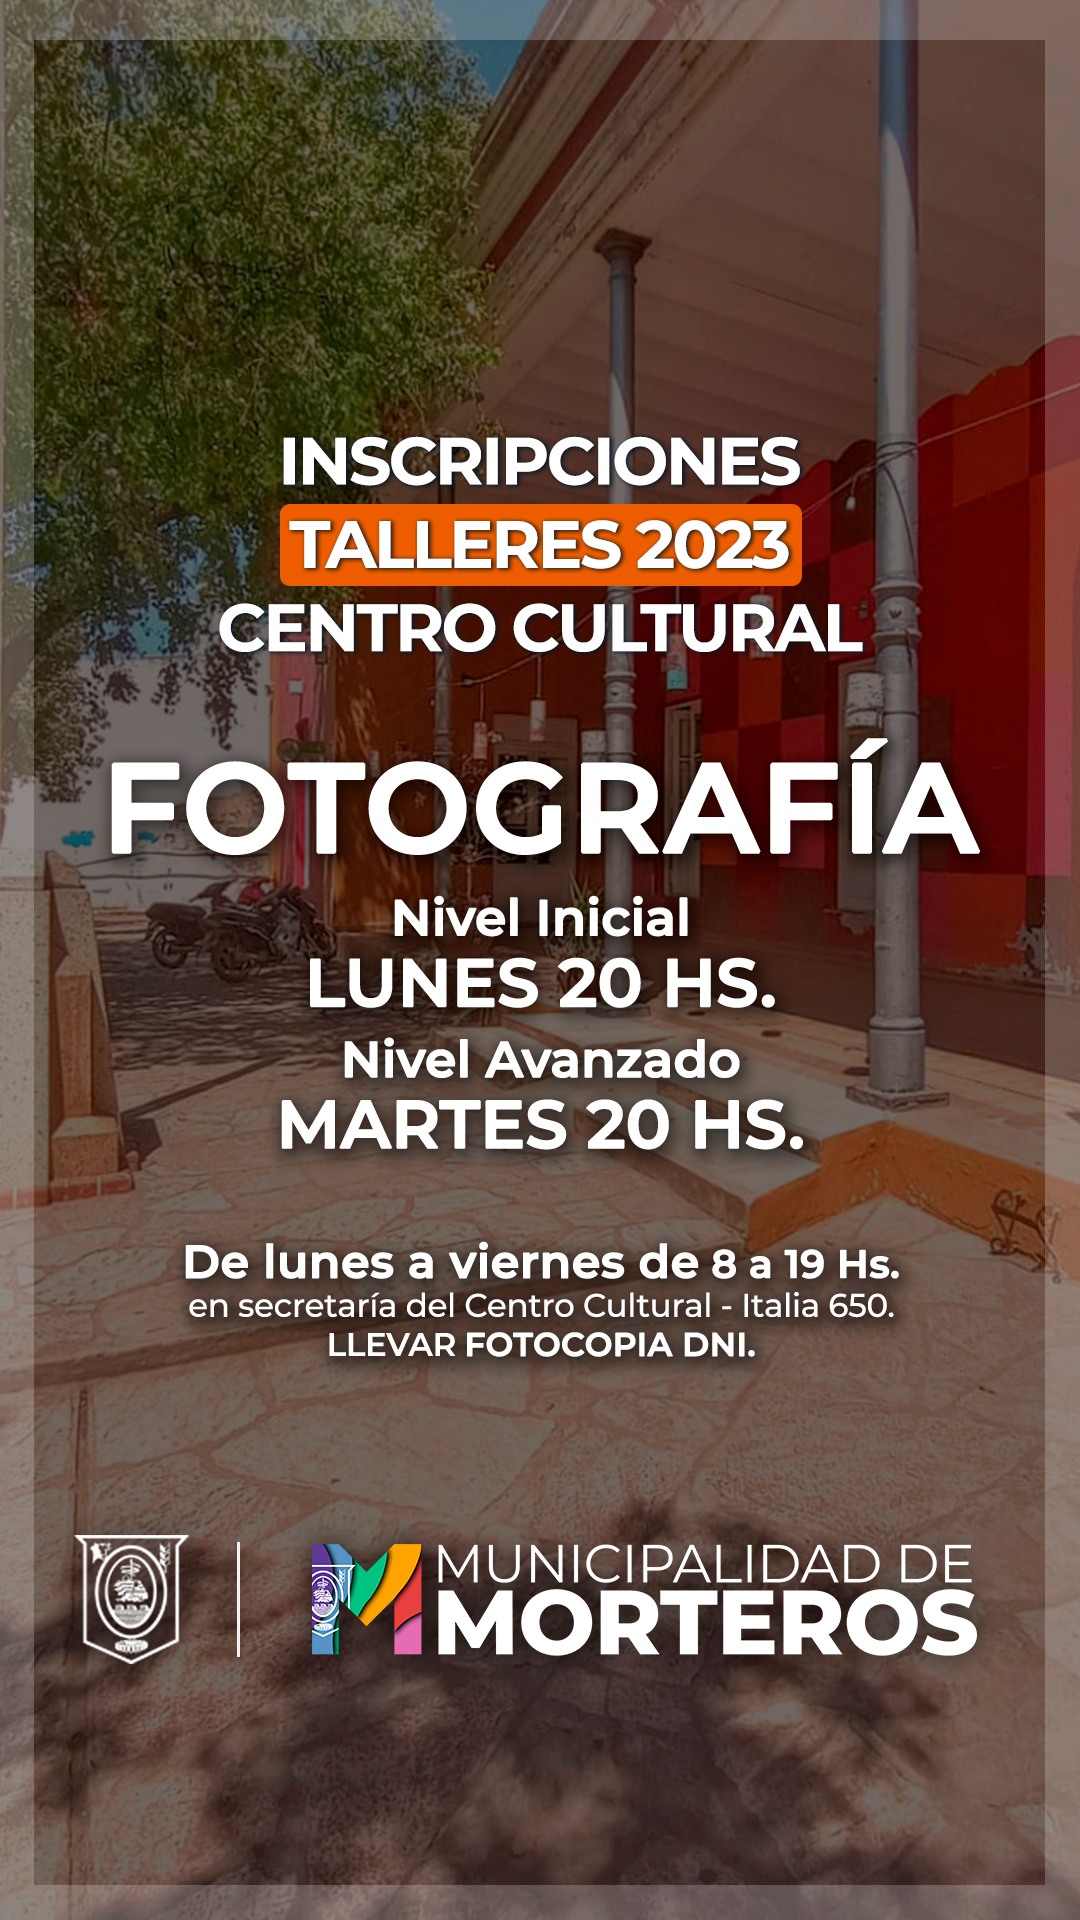 INSCRIPCIONES
TALLERES 2023
CENTRO CULTURAL
FOTOGRAFÍA
Nivel Inicial
LUNES 20 HS.
Nivel Avanzado
MARTES 20 HS.
De lunes a viernes de 8 a 19 Hs.
en secretaría del Centro Cultural - Italia 650.
LLEVAR FOTOCOPIA DNI.
MUNICIPALIDAD DE
MORTEROS